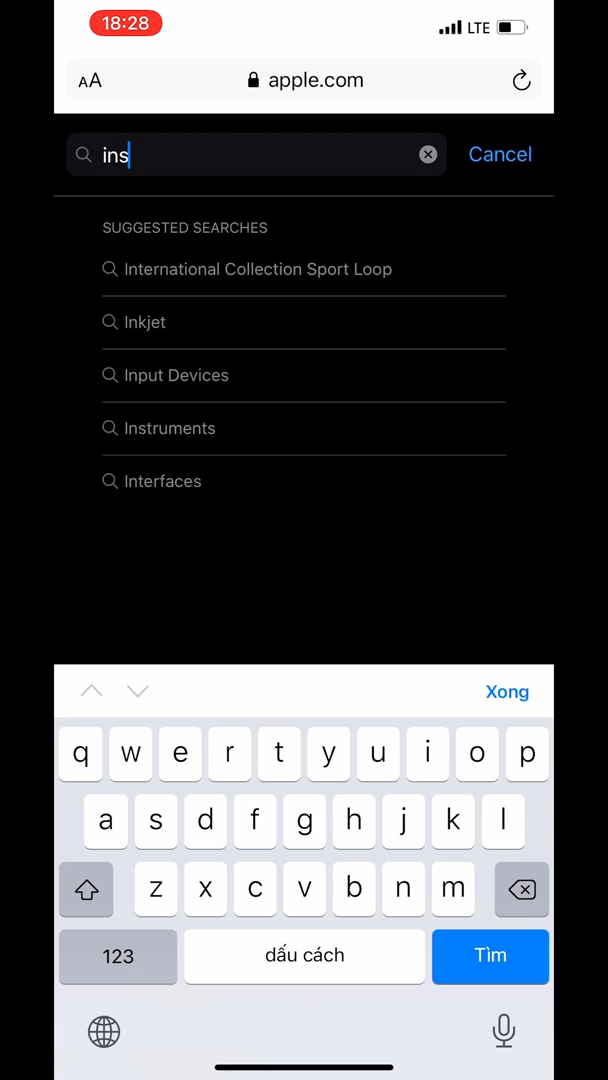 18:28
LTE
AA
apple.com
ins
Cancel
SUGGESTED SEARCHES
International Collection Sport Loop
Inkjet
Input Devices
Instruments
Interfaces
Xong
q w e r t y u i o p
a s d f g h j k l
z x c v b n m
123
dấu cách
Tìm